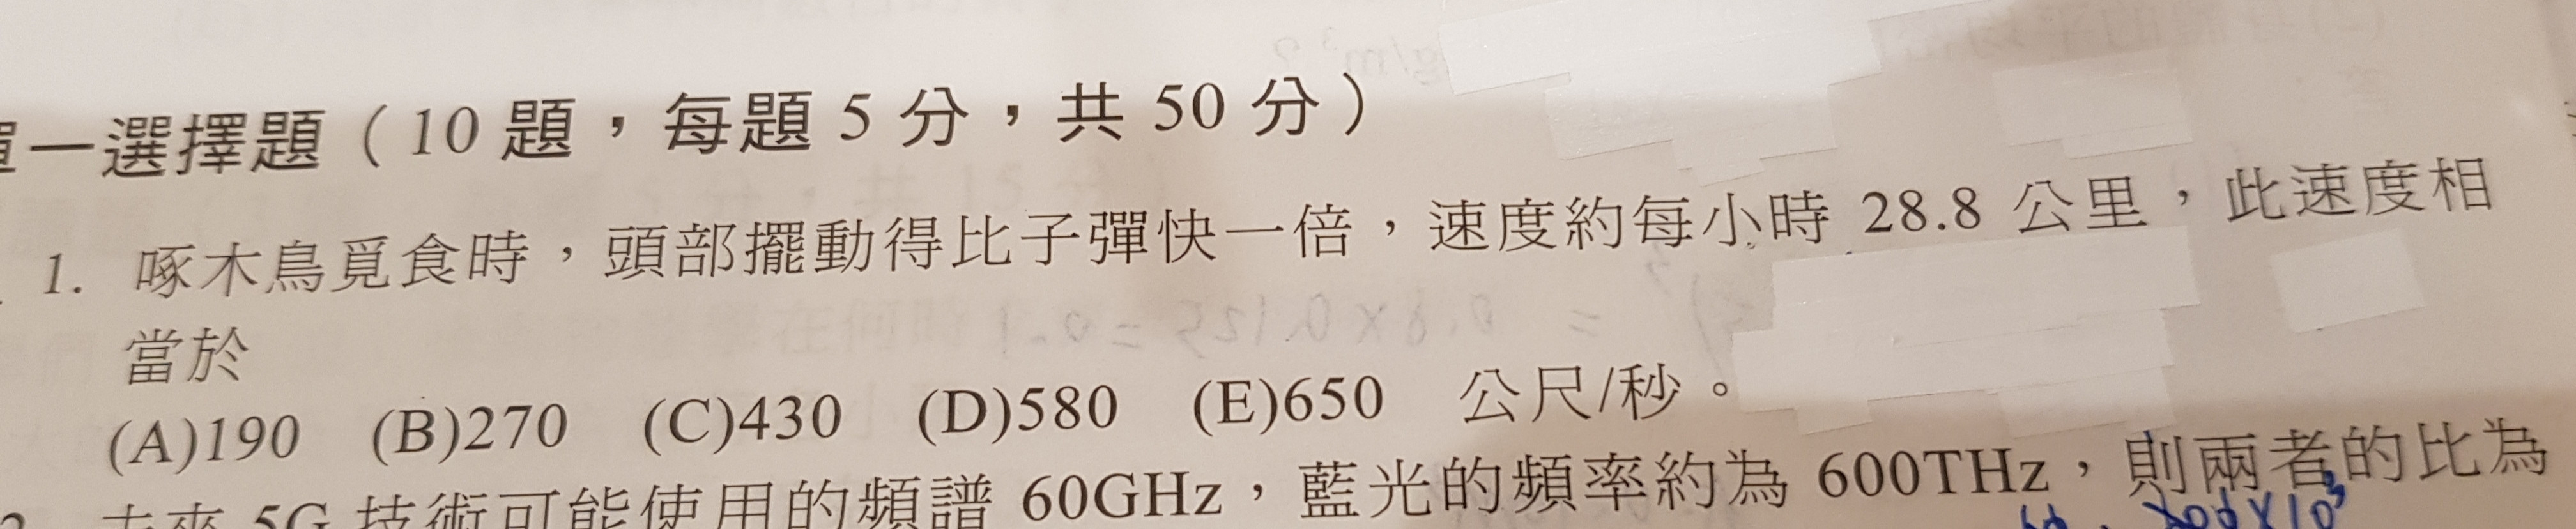 一選擇題（10 題，每題 5 分，共 50 分）
1. 啄木鳥覓食時，頭部擺動得比子彈快一倍，速度約每小時 28.8 公里，此速度相
當於
(A)190 (B)270 (C)430 (D)580 (E)650 公尺/秒。
未來 5G 技術可能使用的頻譜 60GHz，藍光的頻率約為 600THz，則兩者的比為